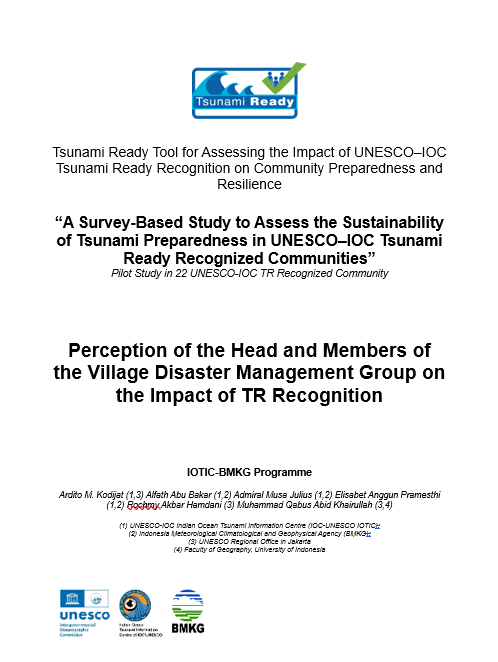 Tsunami Ready
Tsunami Ready Tool for Assessing the Impact of UNESCO–IOC
Tsunami Ready Recognition on Community Preparedness and
Resilience
“A Survey-Based Study to Assess the Sustainability
of Tsunami Preparedness in UNESCO–IOC Tsunami
Ready Recognized Communities”
Pilot Study in 22 UNESCO-IOC TR Recognized Community
Perception of the Head and Members of
the Village Disaster Management Group on
the Impact of TR Recognition
IOTIC-BMKG Programme
Ardito M. Kodijat (1,3) Alfath Abu Bakar (1,2) Admiral Musa Julius (1,2) Elisabet Anggun Pramesthi
(1,2) Rochmy Akbar Hamdani (3) Muhammad Qabus Abid Khairullah (3,4)
(1) UNESCO-IOC Indian Ocean Tsunami Information Centre (IOC-UNESCO IOTIC);
(2) Indonesia Meteorological Climatological and Geophysical Agency (BMKG);
(3) UNESCO Regional Office in Jakarta
(4) Faculty of Geography, University of Indonesia
unesco
Intergovernmental
Oceanographic
Commission
Indian Ocean
Tsunami Information
Centre of IOC/UNESCO
BMKG